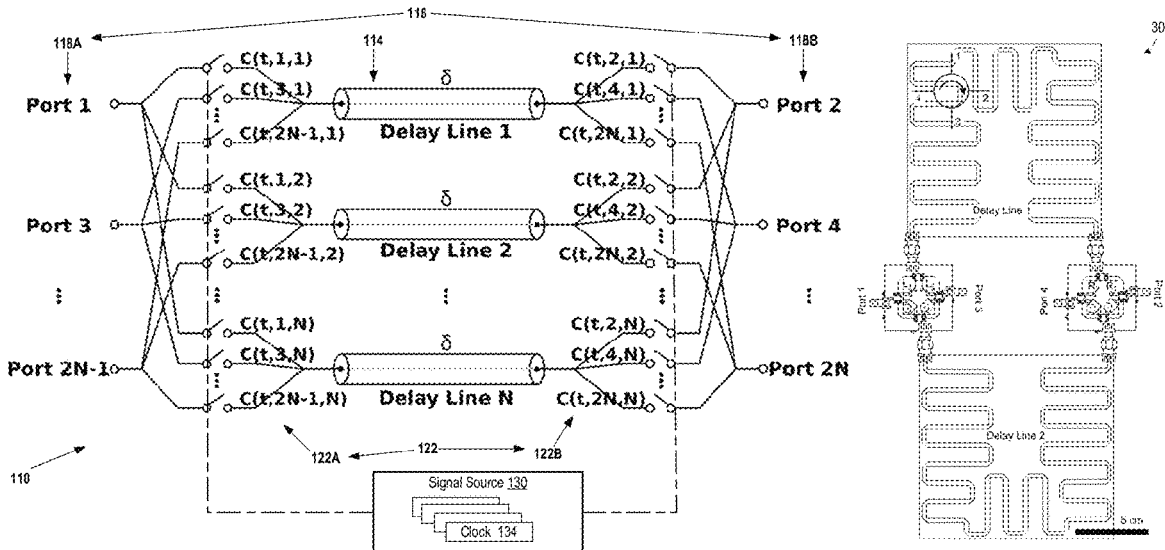 116
118A
114
118B
30
C(t,1,1)
δ
C(t,2,1)
Port 1
C(t,3,1)
C(t,4,1)
Port 2
Delay Line 1
C(t,2N-1,1)
C(t,2N,1)
C(t,1,2)
δ
C(t,2,2)
Port 3
C(t,3,2)
C(t,4,2)
Port 4
Delay Line 2
C(t,2N-1,2)
C(t,2N,2)
C(t,1,N)
δ
C(t,2,N)
Port 2N-1
C(t,3,N)
C(t,4,N)
Port 2N
Delay Line N
C(t,2N-1,N)
C(t,2N,N)
122A
122
122B
110
Signal Source 130
Clock 134
1
2
Delay Line
Port 4
Delay Line 2